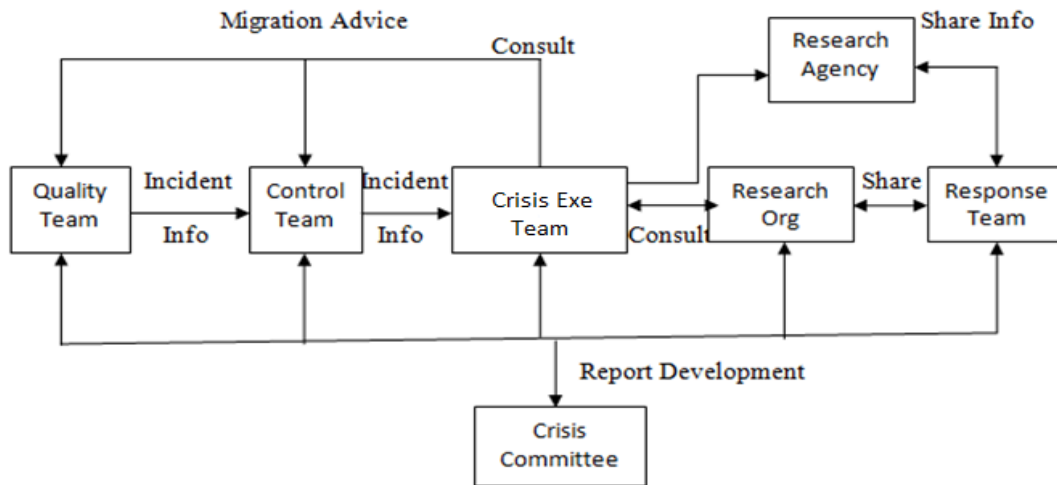 Migration Advice
Consult
Research
Agency
Share Info
Quality
Team
Incident
Info
Control
Team
Incident
Info
Crisis Exe
Team
Consult
Research
Org
Share
Response
Team
Report Development
Crisis
Committee